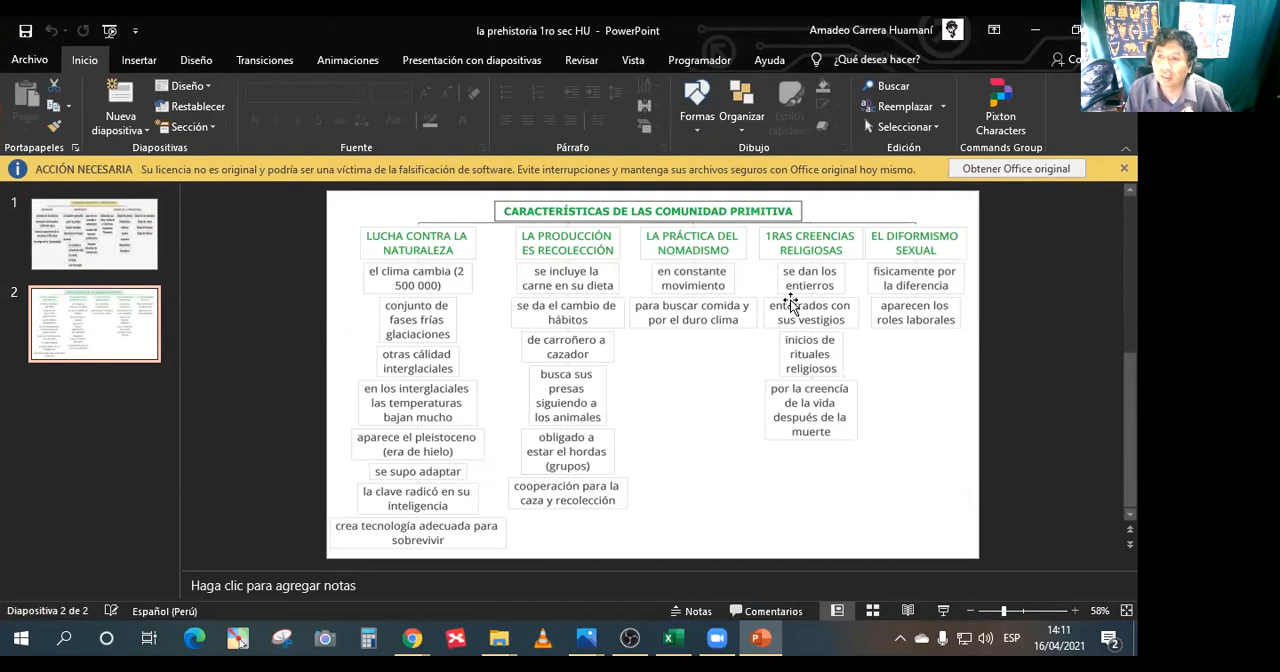 la prehistoria 1ro sec HU - PowerPoint
Amadeo Carrera Huamaní
Archivo Inicio Insertar Diseño Transiciones Animaciones Presentación con diapositivas Revisar Vista Programador Ayuda ¿Qué desea hacer?
Pegar
Nueva diapositiva
Diseño
Restablecer
Sección
Formas
Organizar
Estilos rápidos
Buscar
Reemplazar
Seleccionar
Pixton Characters
Portapapeles Diapositivas Fuente Párrafo Dibujo Edición Commands Group
ACCIÓN NECESARIA Su licencia no es original y podría ser una víctima de la falsificación de software. Evite interrupciones y mantenga sus archivos seguros con Office original hoy mismo. Obtener Office original
1
2
CARACTERÍSTICAS DE LAS COMUNIDAD PRIMITIVA
LUCHA CONTRA LA
NATURALEZA
el clima cambia (2
500 000)
conjunto de
fases frías
glaciaciones
otras cálidad
interglaciales
en los interglaciales
las temperaturas
bajan mucho
aparece el pleistoceno
(era de hielo)
se supo adaptar
la clave radicó en su
inteligencia
crea tecnología adecuada para
sobrevivir
LA PRODUCCIÓN
ES RECOLECCIÓN
se incluye la
carne en su dieta
se da el cambio de
hábitos
de carroñero a
cazador
busca sus
presas
siguiendo a
los animales
obligado a
estar el hordas
(grupos)
cooperación para la
caza y recolección
LA PRÁCTICA DEL
NOMADISMO
en constante
movimiento
para buscar comida y
por el duro clima
1RAS CREENCIAS
RELIGIOSAS
se dan los
entierros
con
sus vestigios
inicios de
rituales
religiosos
por la creencía
de la vida
después de la
muerte
EL DIFORMISMO
SEXUAL
fisicamente por
la diferencia
aparecen los
roles laborales
Haga clic para agregar notas
Diapositiva 2 de 2 Español (Perú) Notas Comentarios 58%
ESP
14:11
16/04/2021
2